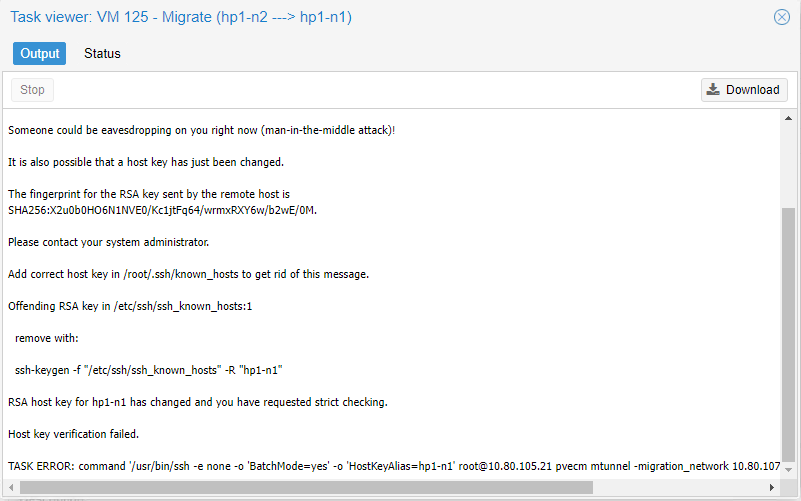 Task viewer: VM 125 - Migrate (hp1-n2 ---> hp1-n1)
Output Status
Stop Download
Someone could be eavesdropping on you right now (man-in-the-middle attack)!
It is also possible that a host key has just been changed.
The fingerprint for the RSA key sent by the remote host is
SHA256:X2u0b0HO6N1NVE0/Kc1jtFq64/wrmxRXY6w/b2wE/0M.
Please contact your system administrator.
Add correct host key in /root/.ssh/known_hosts to get rid of this message.
Offending RSA key in /etc/ssh/ssh_known_hosts:1
remove with:
ssh-keygen -f "/etc/ssh/ssh_known_hosts" -R "hp1-n1"
RSA host key for hp1-n1 has changed and you have requested strict checking.
Host key verification failed.
TASK ERROR: command '/usr/bin/ssh -e none -o 'BatchMode=yes' -o 'HostKeyAlias=hp1-n1' root@10.80.105.21 pvecm mtunnel -migration_network 10.80.107